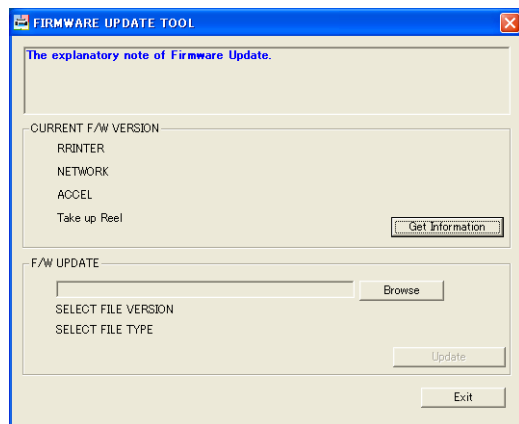 FIRMWARE UPDATE TOOL
The explanatory note of Firmware Update.
CURRENT F/W VERSION
RRINTER
NETWORK
ACCEL
Take up Reel
Get Information
F/W UPDATE
Browse
SELECT FILE VERSION
SELECT FILE TYPE
Update
Exit